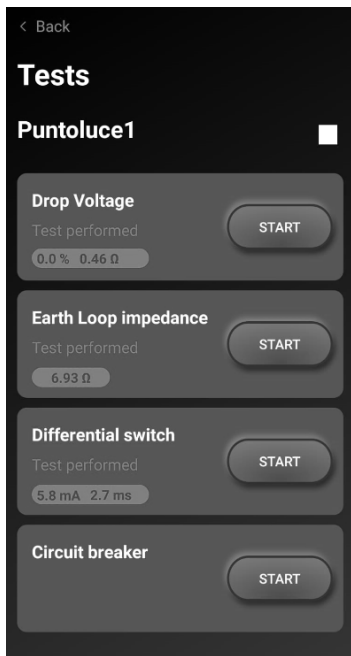 < Back
Tests
Puntoluce1
Drop Voltage
Test performed
START
0.0 % 0.46 Ω
Earth Loop impedance
Test performed
START
6.93 Ω
Differential switch
Test performed
START
5.8 mA 2.7 ms
Circuit breaker
START